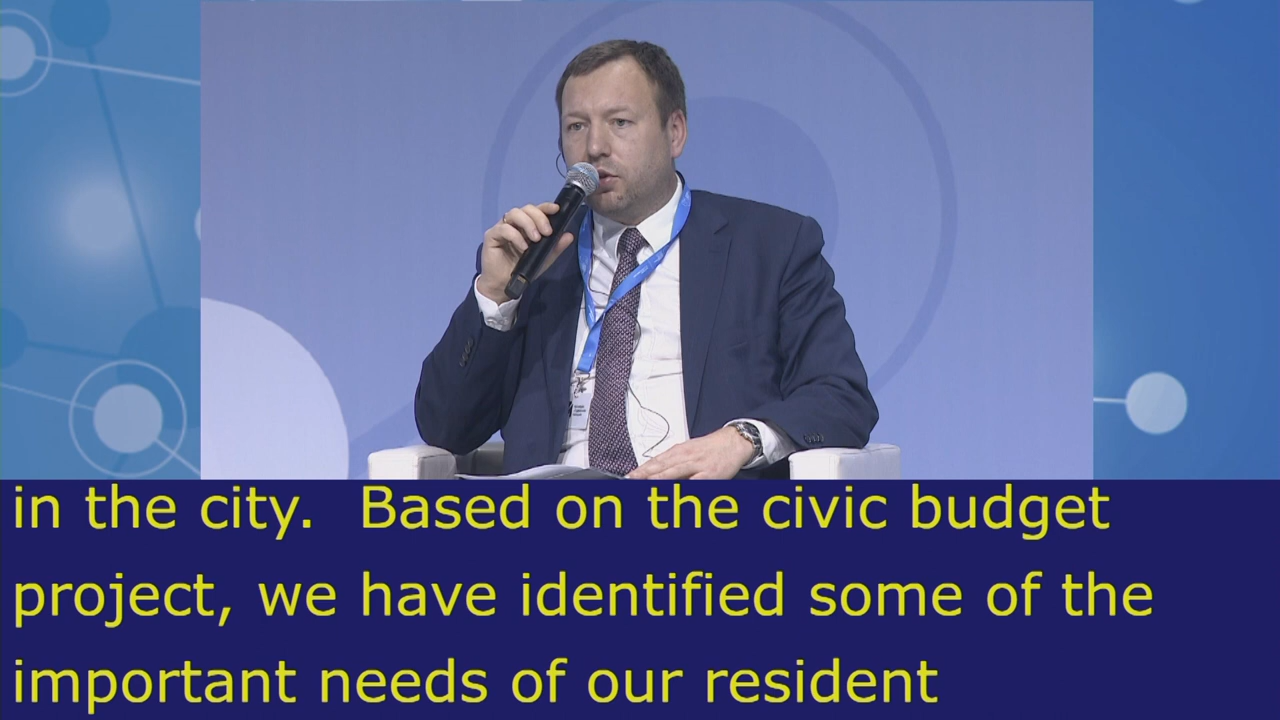 in the city.  Based on the civic budget
project, we have identified some of the
important needs of our resident